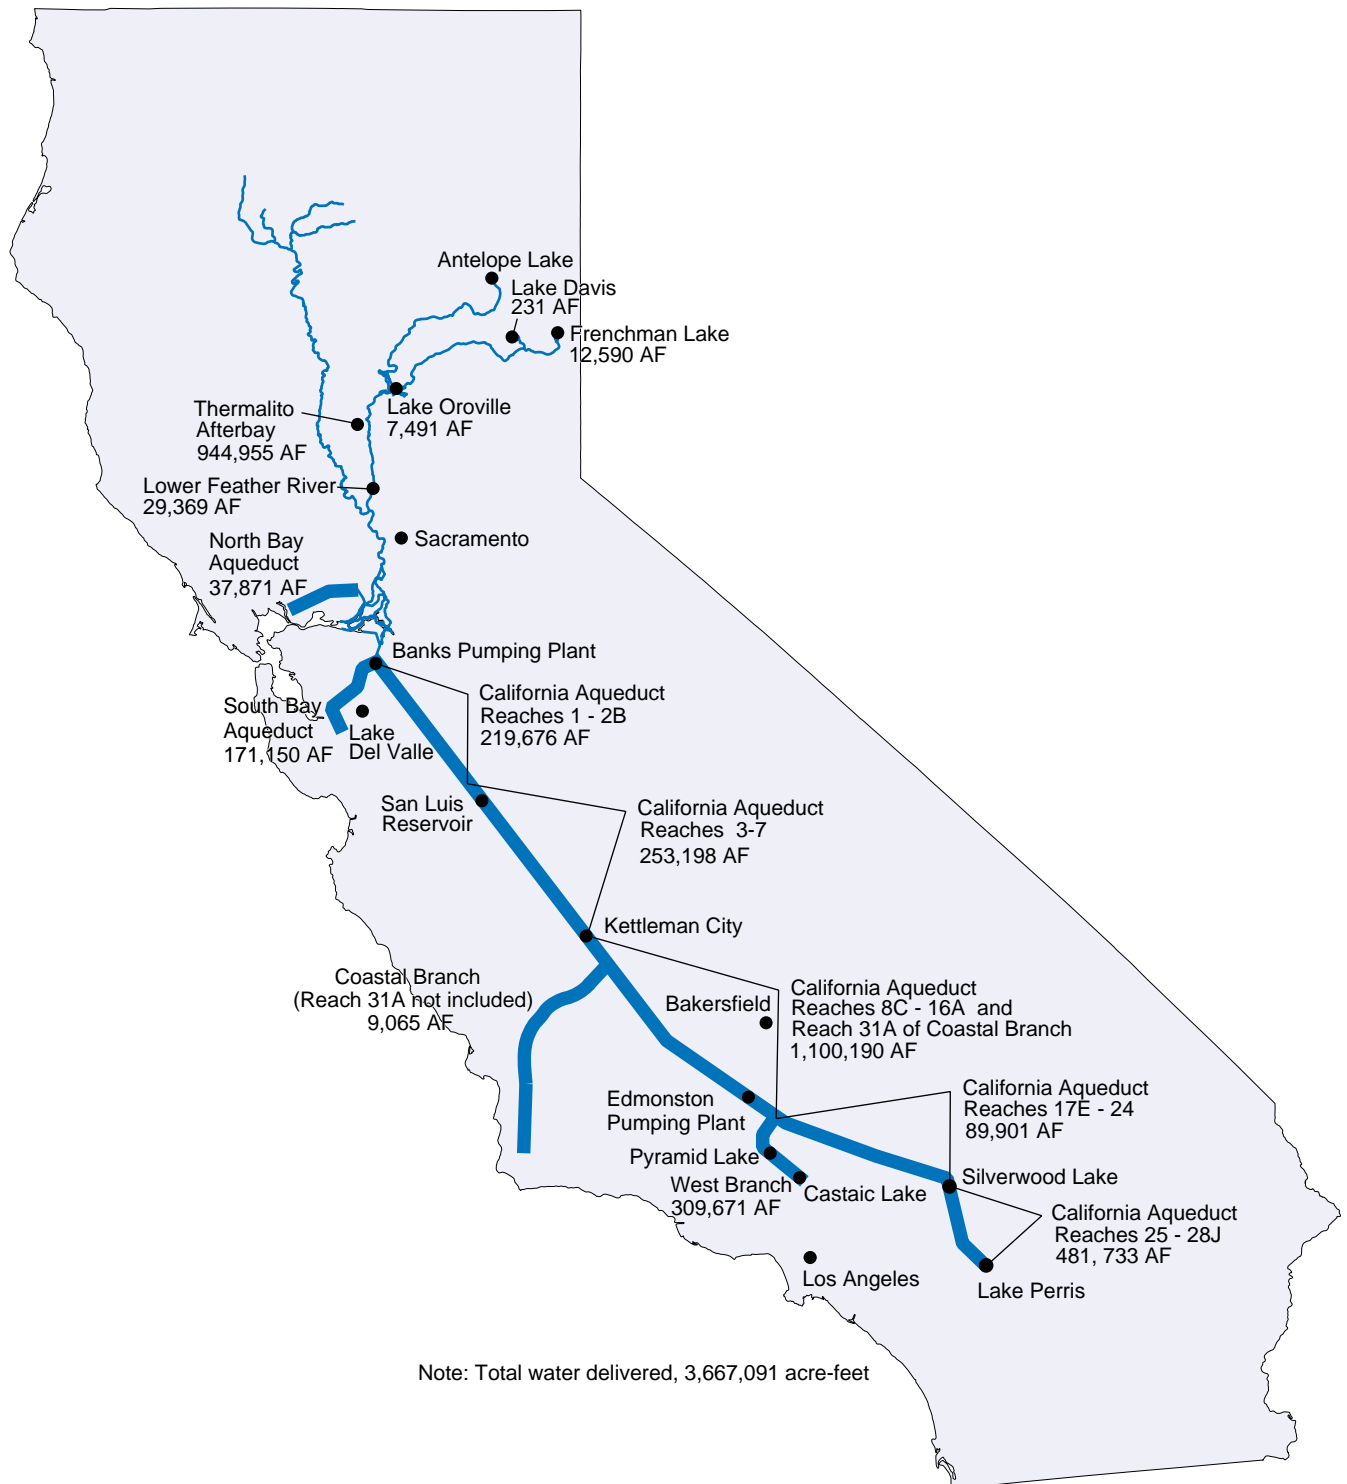 Antelope Lake
Lake Davis
231 AF
Frenchman Lake
12,590 AF
Lake Oroville
7,491 AF
Thermalito
Afterbay
944,955 AF
Lower Feather River
29,369 AF
Sacramento
North Bay
Aqueduct
37,871 AF
Banks Pumping Plant
South Bay
Aqueduct
171,150 AF
Lake
Del Valle
California Aqueduct
Reaches 1 - 2B
219,676 AF
San Luis
Reservoir
California Aqueduct
Reaches 3-7
253,198 AF
Kettleman City
Coastal Branch
(Reach 31A not included)
9,065 AF
Bakersfield
California Aqueduct
Reaches 8C - 16A and
Reach 31A of Coastal Branch
1,100,190 AF
Edmonston
Pumping Plant
California Aqueduct
Reaches 17E - 24
89,901 AF
Pyramid Lake
West Branch
309,671 AF
Castaic Lake
Silverwood Lake
California Aqueduct
Reaches 25 - 28J
481, 733 AF
Los Angeles
Lake Perris
Note: Total water delivered, 3,667,091 acre-feet